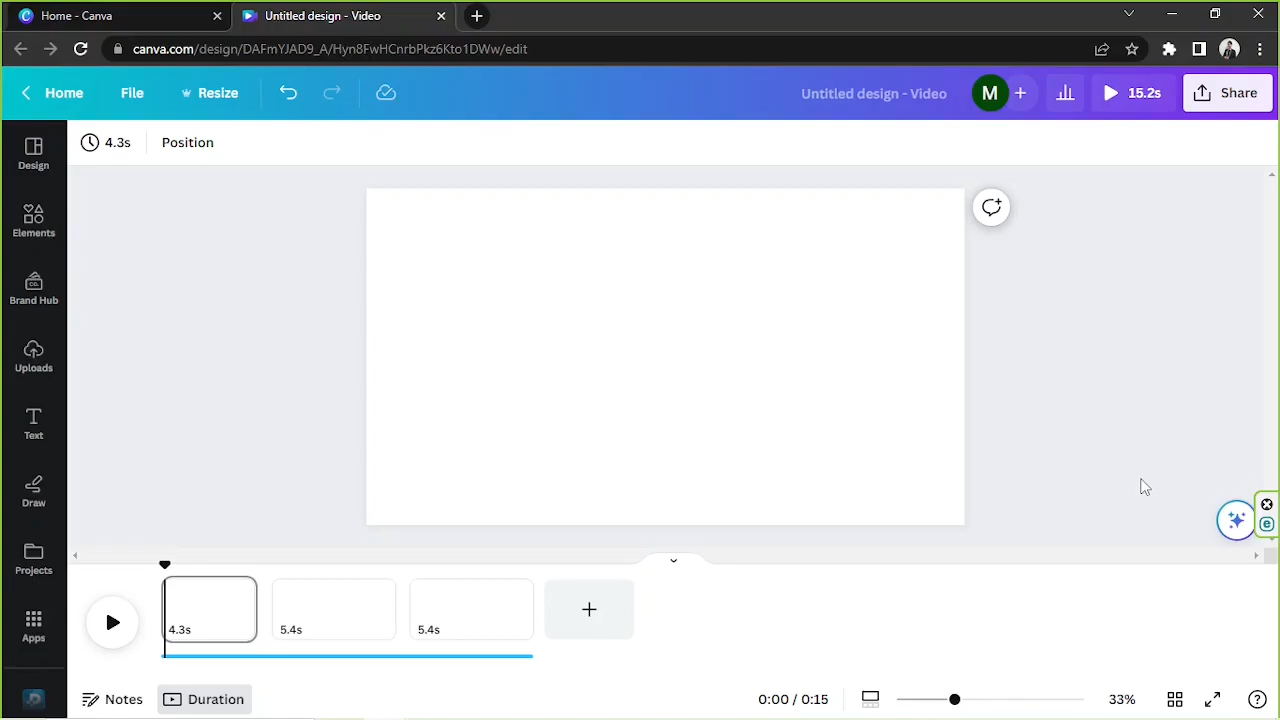 Home - Canva
Untitled design - Video
canva.com/design/DAFmYJAD9_A/Hyn8FwHCnrbPkz6Kto1DWw/edit
Home
File
Resize
Untitled design - Video
M
15.2s
Share
4.3s
Position
Design
Elements
CO.
Brand Hub
Uploads
Text
Draw
Projects
Apps
4.3s
5.4s
5.4s
Notes
Duration
0:00 / 0:15
33%